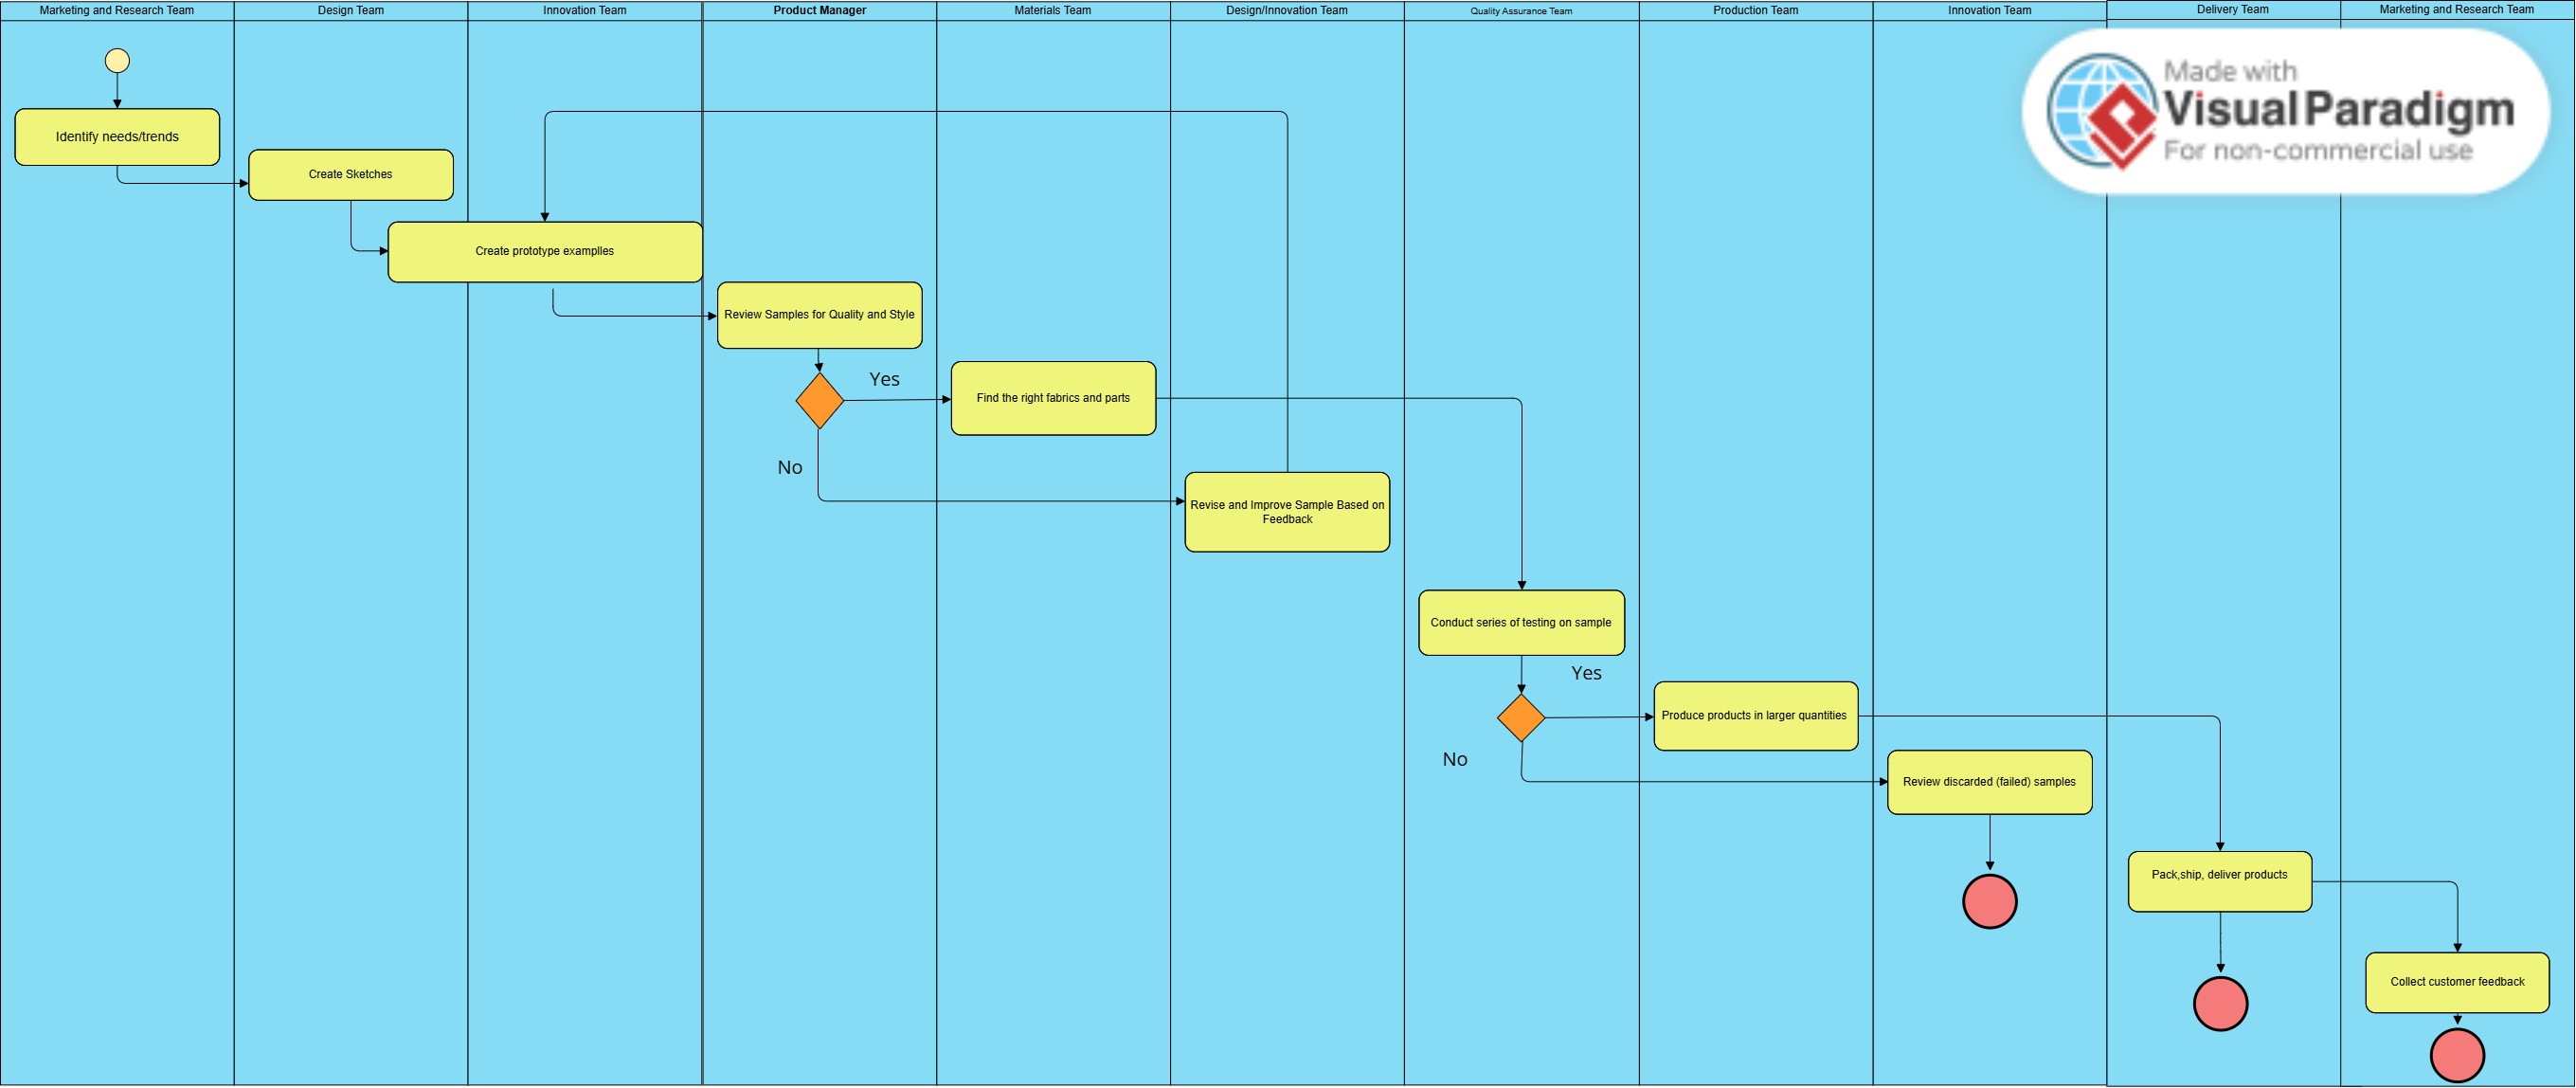 Marketing and Research Team
Design Team
Innovation Team
Product Manager
Materials Team
Design/Innovation Team
Quality Assurance Team
Production Team
Innovation Team
Delivery Team
Marketing and Research Team
Made with
Visual Paradigm
For non-commercial use
Identify needs/trends
Create Sketches
Create prototype examplles
Review Samples for Quality and Style
Yes
Find the right fabrics and parts
No
Revise and Improve Sample Based on
Feedback
Conduct series of testing on sample
Yes
Produce products in larger quantities
No
Review discarded (failed) samples
Pack,ship, deliver products
Collect customer feedback